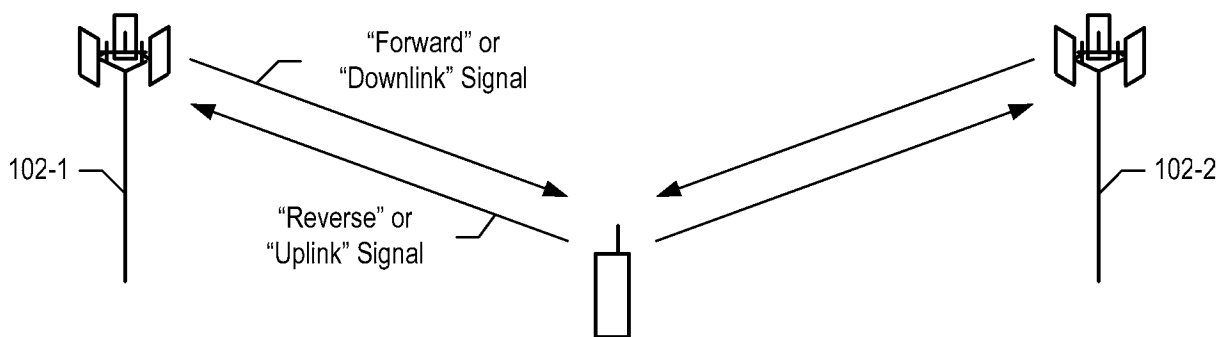 “Forward” or
“Downlink” Signal
102-1
102-2
“Reverse” or
“Uplink” Signal